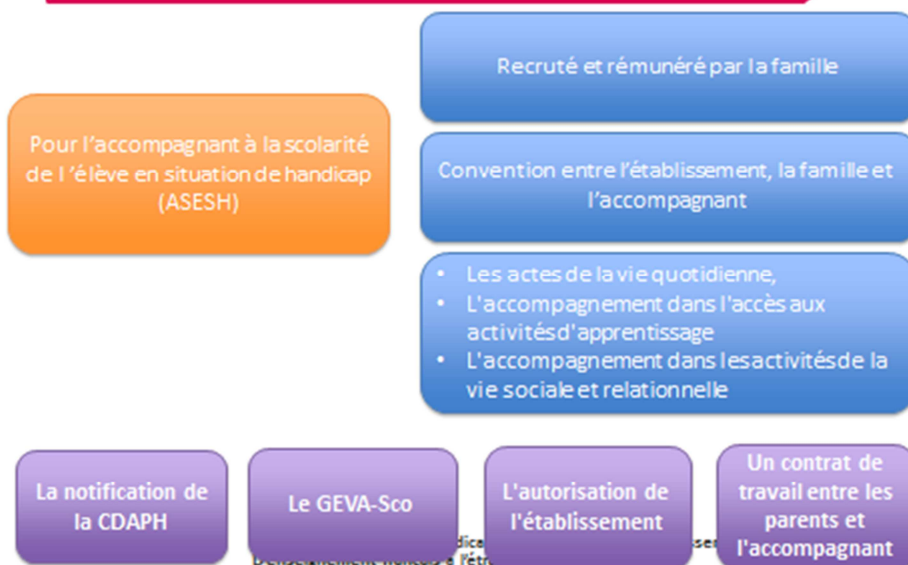 Recruté et rémunéré par la famille
Pour l'accompagnant à la scolarité
de l'élève en situation de handicap
(ASESH)
Convention entre l'établissement, la famille et
l'accompagnant
• Les actes de la vie quotidienne,
• L'accompagnement dans l'accès aux
activités d'apprentissage
• L'accompagnement dans les activités de la
vie sociale et relationnelle
La notification de
la CDAPH
Le GEVA-Sco
L'autorisation de
l'établissement
Un contrat de
travail entre les
parents et
l'accompagnant